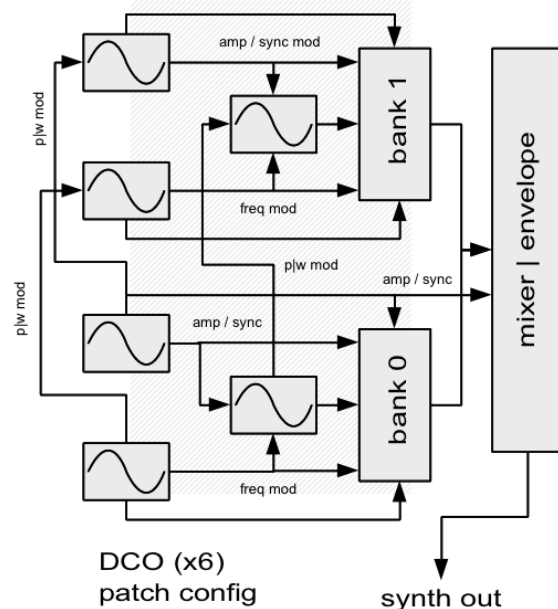 amp / sync mod
p|w mod
bank 1
mixer | envelope
freq mod
p|w mod
p|w mod
amp / sync
amp / sync
bank 0
freq mod
DCO (x6)
patch config
synth out